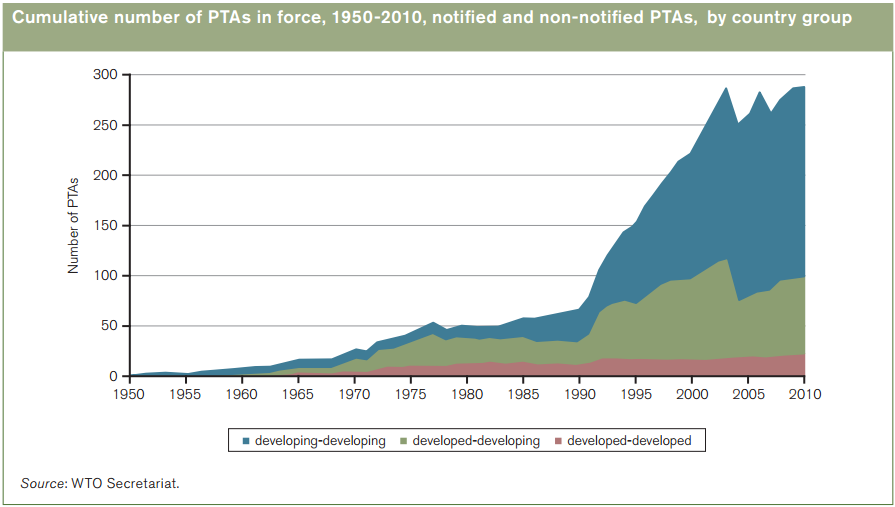 Cumulative number of PTAs in force, 1950-2010, notified and non-notified PTAs, by country group
300
250
200
150
100
50
0
Number of PTAs
1950 1955 1960 1965 1970 1975 1980 1985 1990 1995 2000 2005 2010
developing-developing developed-developing developed-developed
Source: WTO Secretariat.